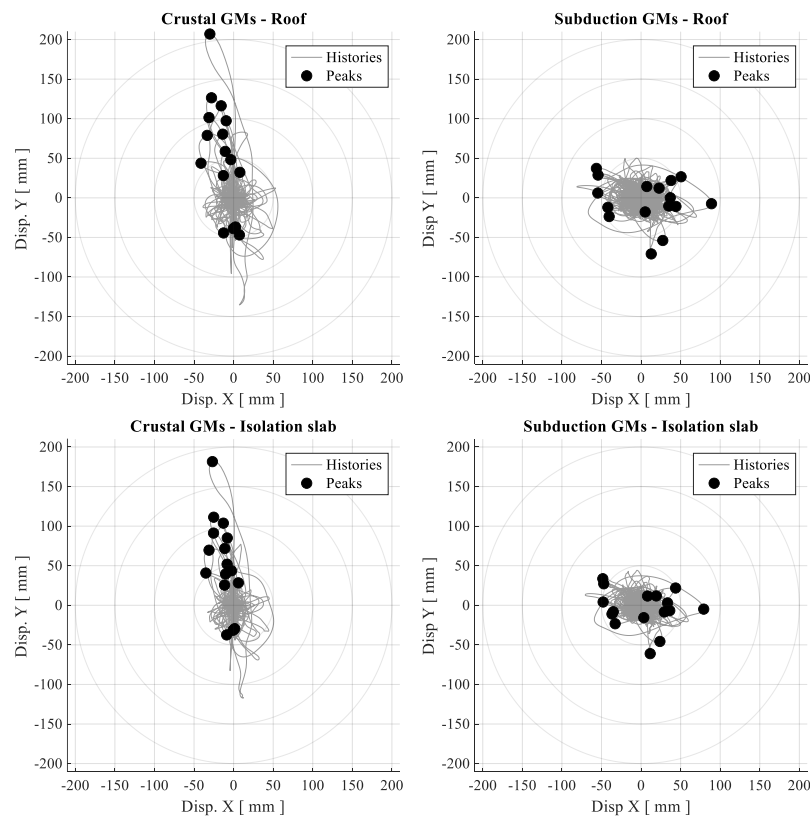 Crustal GMs - Roof
200
150
100
50
0
-50
-100
-150
-200
Disp. Y [ mm ]
Histories
Peaks
-200 -150 -100 -50 0 50 100 150 200
Disp. X [ mm ]
Subduction GMs - Roof
200
150
100
50
0
-50
-100
-150
-200
Disp Y [ mm ]
Histories
Peaks
-200 -150 -100 -50 0 50 100 150 200
Disp X [ mm ]
Crustal GMs - Isolation slab
200
150
100
50
0
-50
-100
-150
-200
Disp. Y [ mm ]
Histories
Peaks
-200 -150 -100 -50 0 50 100 150 200
Disp. X [ mm ]
Subduction GMs - Isolation slab
200
150
100
50
0
-50
-100
-150
-200
Disp Y [ mm ]
Histories
Peaks
-200 -150 -100 -50 0 50 100 150 200
Disp X [ mm ]